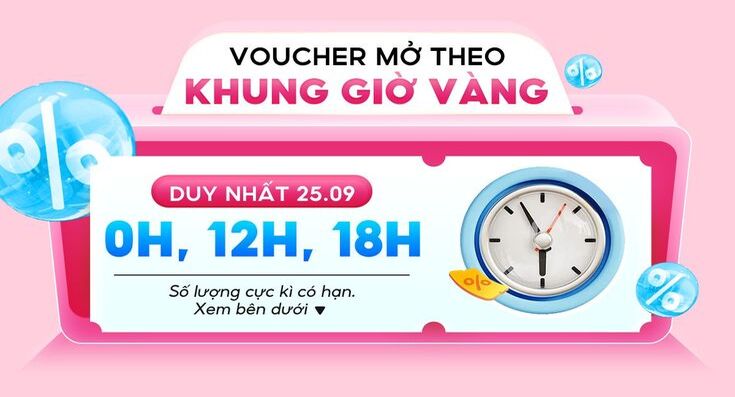 VOUCHER MỞ THEO
KHUNG GIỜ VÀNG
DUY NHẤT 25.09
0H, 12H, 18H
Số lượng cực kì có hạn.
Xem bên dưới ▼
%
%
%
%